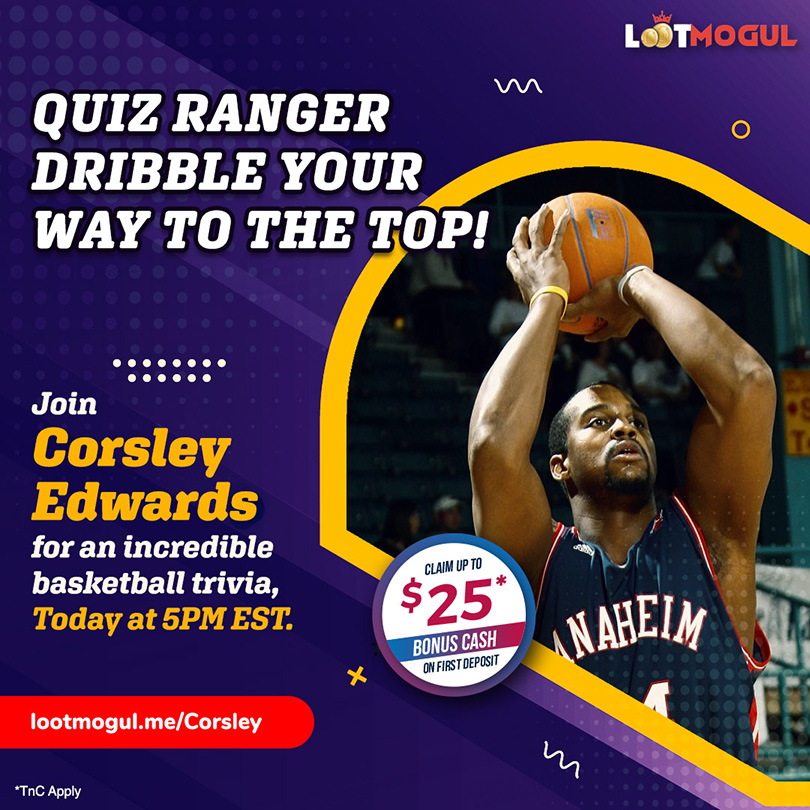 LOOTMOGUL
QUIZ RANGER
DRIBBLE YOUR
WAY TO THE TOP!
Join
Corsley
Edwards
for an incredible
basketball trivia,
Today at 5PM EST.
CLAIM UP TO
$25*
BONUS CASH
ON FIRST DEPOSIT
ANAHEIM
4
lootmogul.me/Corsley
*TnC Apply